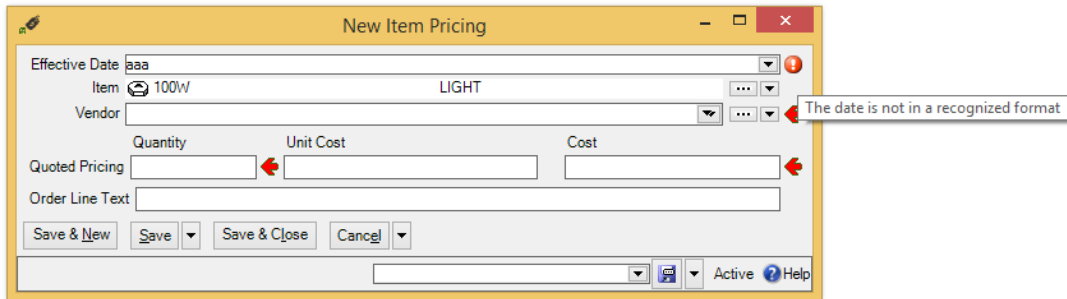 New Item Pricing
Effective Date aaa
Item 100W LIGHT
Vendor
The date is not in a recognized format
Quantity Unit Cost Cost
Quoted Pricing
Order Line Text
Save & New Save Save & Close Cancel
Active Help